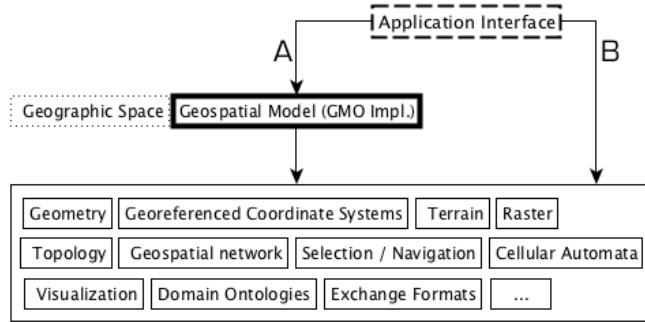 Application Interface
A
B
Geographic Space
Geospatial Model (GMO Impl.)
Geometry
Georeferenced Coordinate Systems
Terrain
Raster
Topology
Geospatial network
Selection / Navigation
Cellular Automata
Visualization
Domain Ontologies
Exchange Formats
...